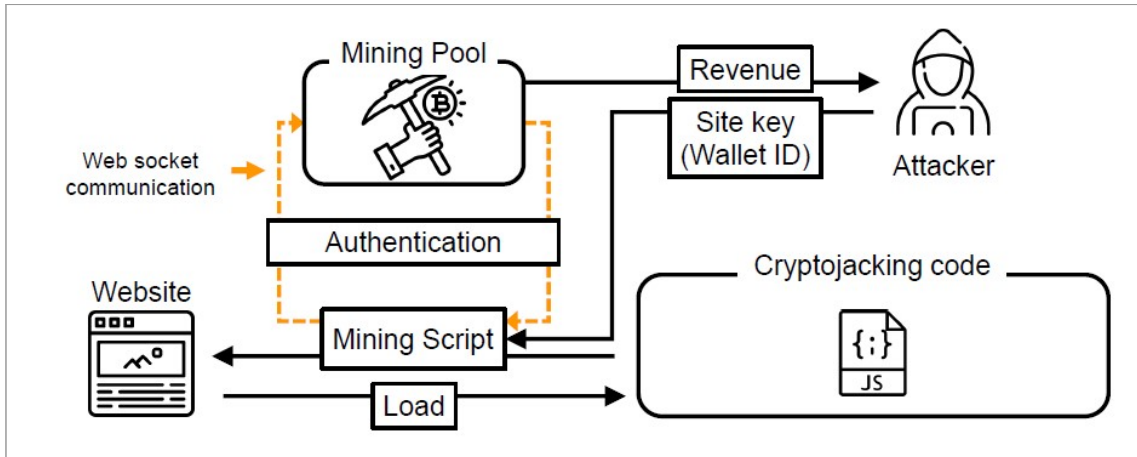 Mining Pool
Revenue
Site key
(Wallet ID)
Attacker
Web socket
communication
Authentication
Cryptojacking code
Website
Mining Script
{;}
JS
Load